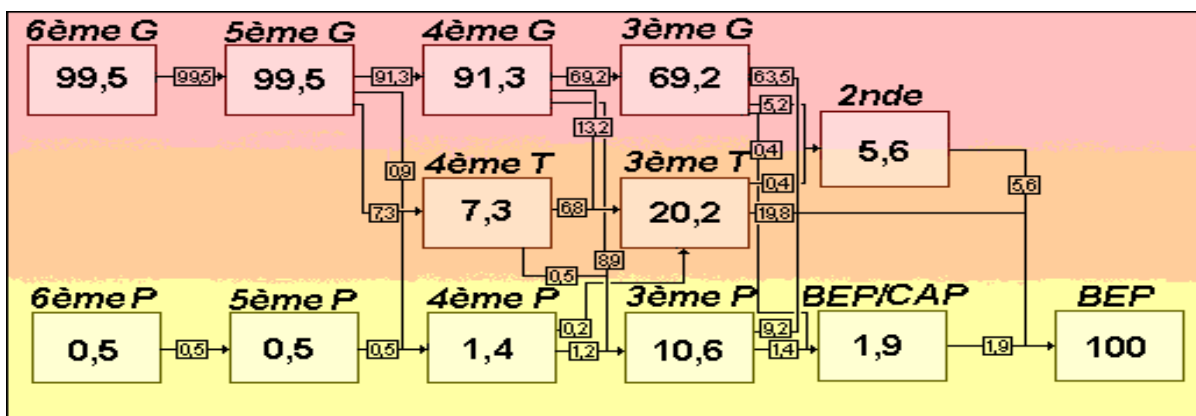 6ème G 5ème G 4ème G 3ème G
99,5 99,5 99,5 91,3 91,3 69,2 69,2 63,5
5,2 2nde
13,2
0,4 5,6
0,9 4ème T 3ème T
0,4 5,6
7,3 7,3 6,8 20,2 19,8
0,5 8,9
6ème P 5ème P 4ème P 3ème P BEP/CAP BEP
0,2 9,2
0,5 0,5 0,5 0,5 1,4 1,2 10,6 1,4 1,9 1,9 100